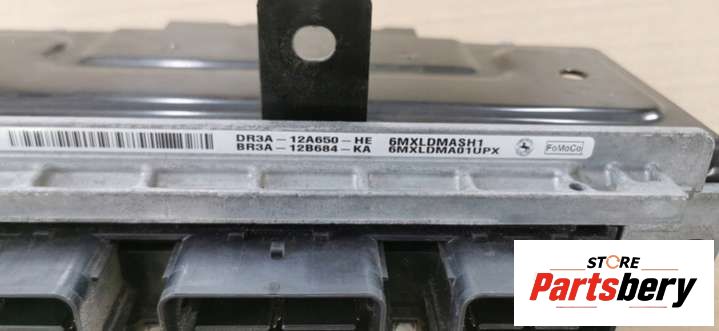 DR3A-12A650-HE 6MXLDMASH1
BR3A-12B684-KA 6MXLDMA01UPX
FoMoCo
STORE
Partsbery